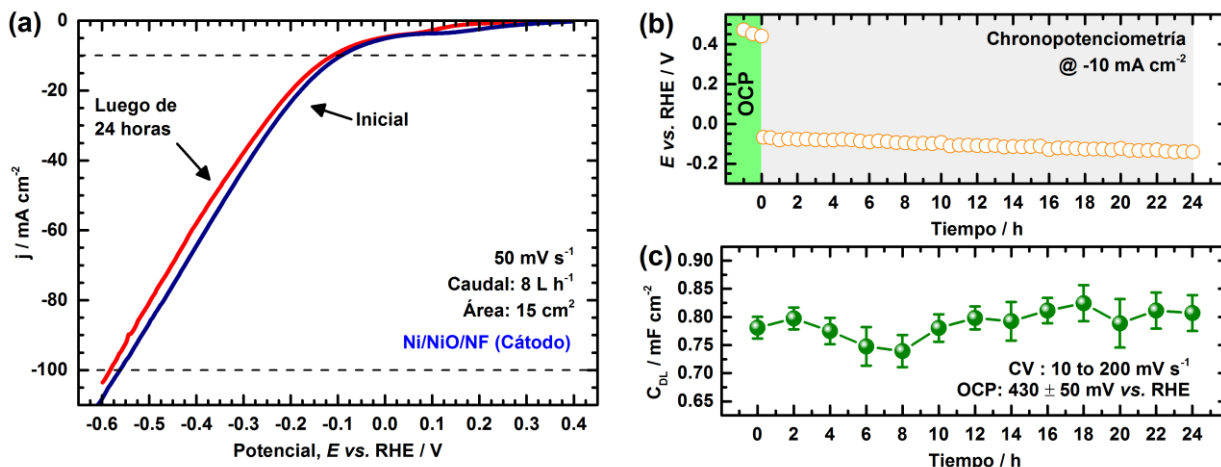 (a)
0
-20
-40
-60
-80
-100
j / mA cm⁻²
Luego de
24 horas
Inicial
50 mV s⁻¹
Caudal: 8 L h⁻¹
Área: 15 cm²
Ni/NiO/NF (Cátodo)
-0.6 -0.5 -0.4 -0.3 -0.2 -0.1 0.0 0.1 0.2 0.3 0.4
Potencial, E vs. RHE / V
(b)
0.4
0.2
0.0
-0.2
E vs. RHE / V
OCP
Chronopotenciometría
@ -10 mA cm⁻²
0 2 4 6 8 10 12 14 16 18 20 22 24
Tiempo / h
(c)
0.90
0.85
0.80
0.75
0.70
0.65
C_DL / mF cm⁻²
CV : 10 to 200 mV s⁻¹
OCP: 430 ± 50 mV vs. RHE
0 2 4 6 8 10 12 14 16 18 20 22 24
Tiempo / h